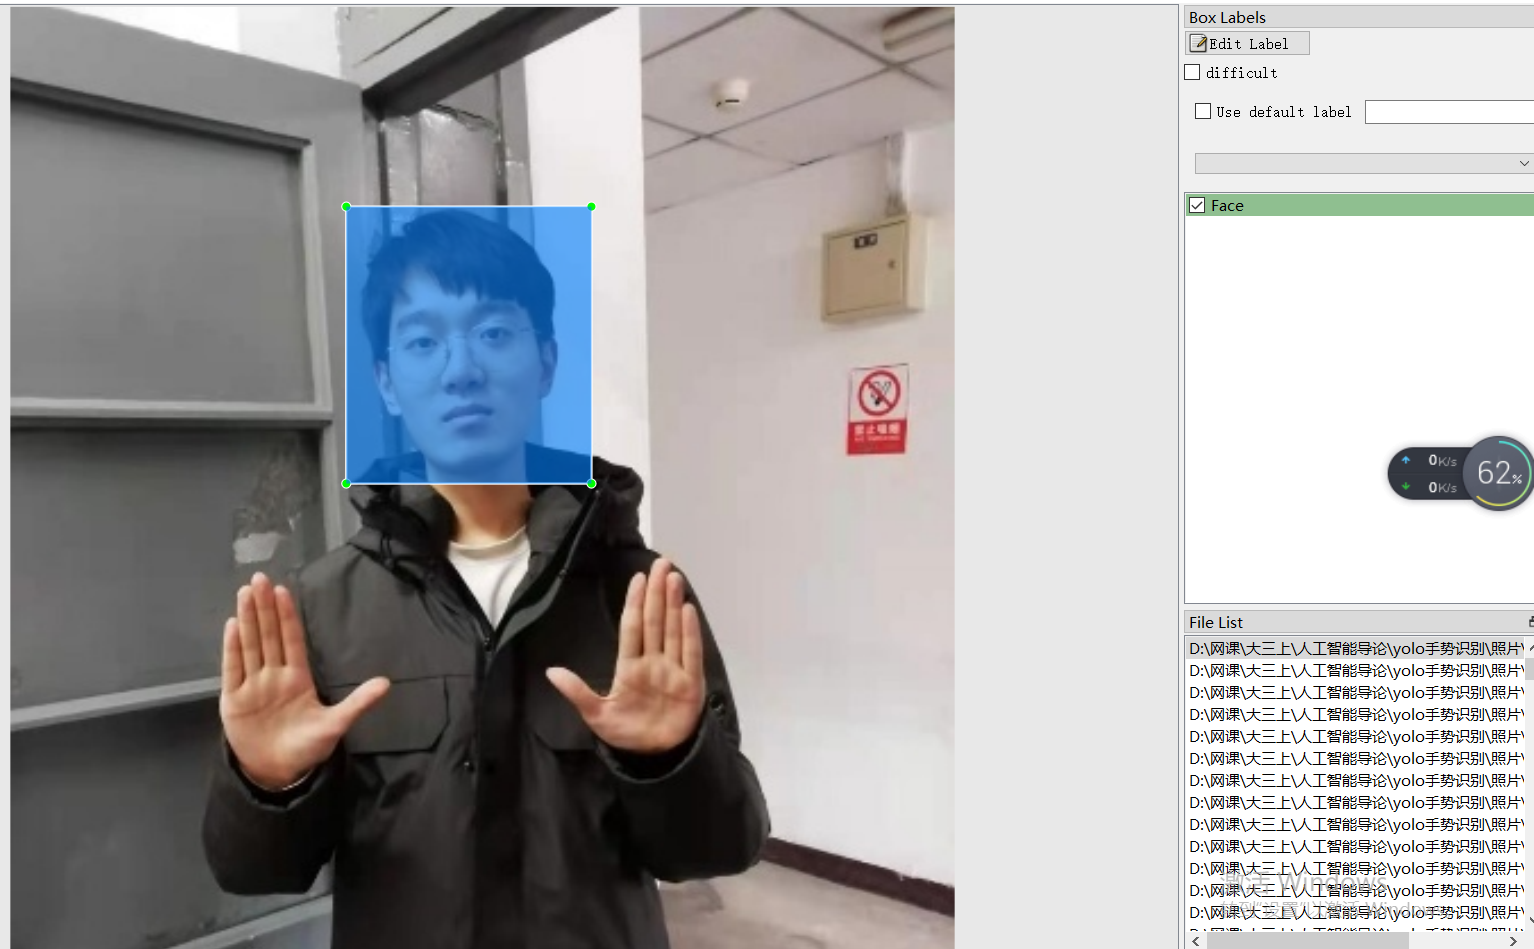 Box Labels
Edit Label
difficult
Use default label
Face
禁止吸烟
0K/s
62%
0K/s
File List
D:\网课\大三上\人工智能导论\yolo手势识别\照片\
D:\网课\大三上\人工智能导论\yolo手势识别\照片\
D:\网课\大三上\人工智能导论\yolo手势识别\照片\
D:\网课\大三上\人工智能导论\yolo手势识别\照片\
D:\网课\大三上\人工智能导论\yolo手势识别\照片\
D:\网课\大三上\人工智能导论\yolo手势识别\照片\
D:\网课\大三上\人工智能导论\yolo手势识别\照片\
D:\网课\大三上\人工智能导论\yolo手势识别\照片\
D:\网课\大三上\人工智能导论\yolo手势识别\照片\
D:\网课\大三上\人工智能导论\yolo手势识别\照片\
D:\网课\大三上\人工智能导论\yolo手势识别\照片\
激活 Windows
D:\网课\大三上\人工智能导论\yolo手势识别\照片\
转到"设置"以激活 Windows。
D:\网课\大三上\人工智能导论\yolo手势识别\照片\